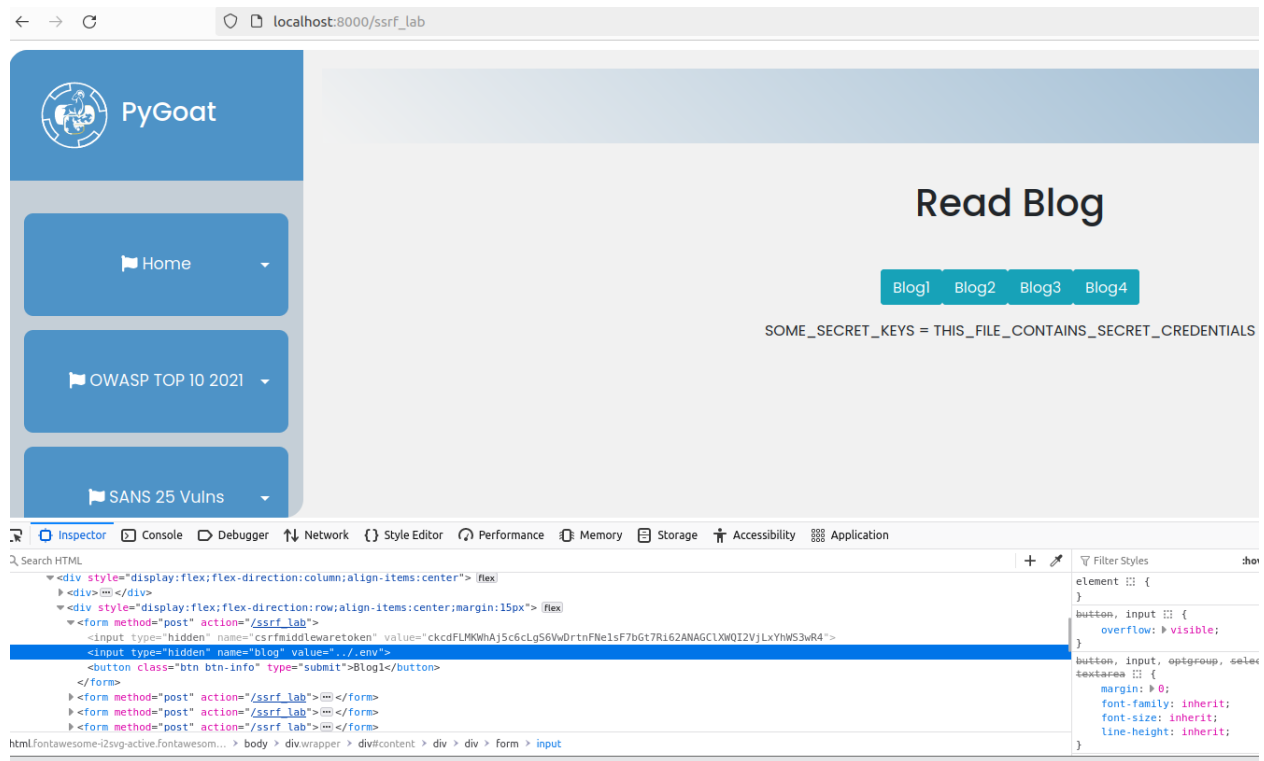 localhost:8000/ssrf_lab
PyGoat
Read Blog
Home
Blog1 Blog2 Blog3 Blog4
SOME_SECRET_KEYS = THIS_FILE_CONTAINS_SECRET_CREDENTIALS
OWASP TOP 10 2021
SANS 25 Vulns
Inspector Console Debugger Network Style Editor Performance Memory Storage Accessibility Application
Search HTML
Filter Styles :hov
<div style="display:flex;flex-direction:column;align-items:center"> flex
<div>…</div>
<div style="display:flex;flex-direction:row;align-items:center;margin:15px"> flex
<form method="post" action="/ssrf_lab">
<input type="hidden" name="csrfmiddlewaretoken" value="ckcdFLMKWhAj5c6cLgS6VwDrtnFNe1sF7bGt7Ri62ANAGClXWQI2VjLxYhWS3wR4">
<input type="hidden" name="blog" value="../.env">
<button class="btn btn-info" type="submit">Blog1</button>
</form>
<form method="post" action="/ssrf_lab">…</form>
<form method="post" action="/ssrf_lab">…</form>
<form method="post" action="/ssrf_lab">…</form>
html.fontawesome-i2svg-active.fontawesom… > body > div.wrapper > div#content > div > div > form > input
element {
}
button, input {
overflow: visible;
}
button, input, optgroup, selec
textarea {
margin: 0;
font-family: inherit;
font-size: inherit;
line-height: inherit;
}